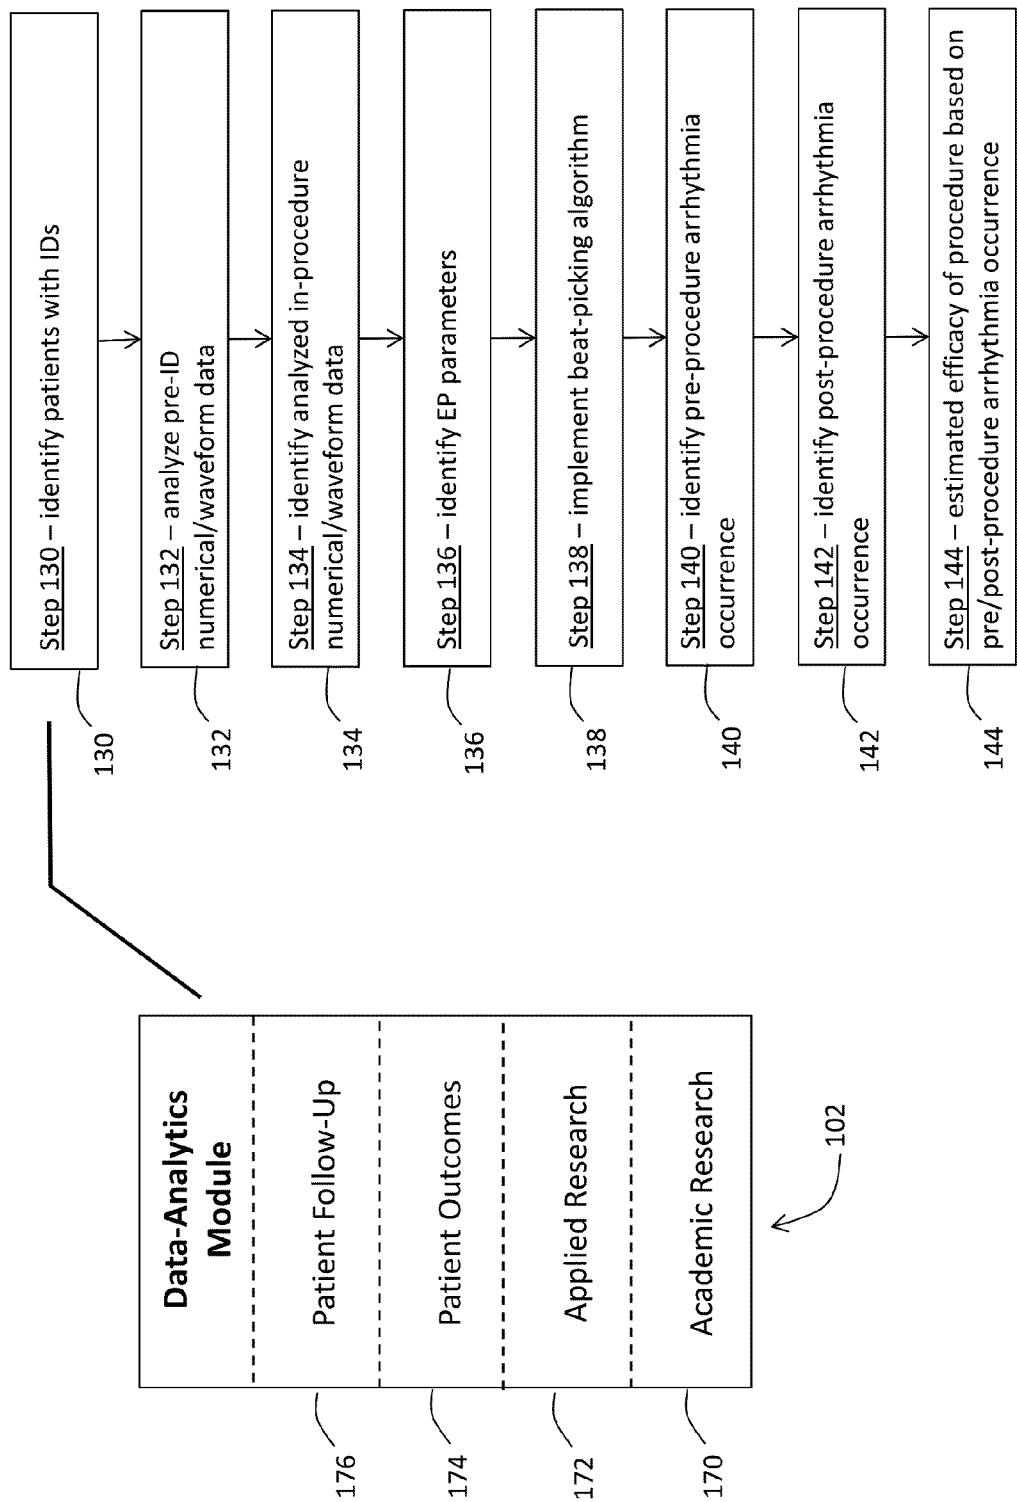 Data-Analytics
Module
Patient Follow-Up
Patient Outcomes
Applied Research
Academic Research
176
174
172
170
102
Step 130 – identify patients with IDs
130
Step 132 – analyze pre-ID
numerical/waveform data
132
Step 134 – identify analyzed in-procedure
numerical/waveform data
134
Step 136 – identify EP parameters
136
Step 138 – implement beat-picking algorithm
138
Step 140 – identify pre-procedure arrhythmia
occurrence
140
Step 142 – identify post-procedure arrhythmia
occurrence
142
Step 144 – estimated efficacy of procedure based on
pre/post-procedure arrhythmia occurrence
144